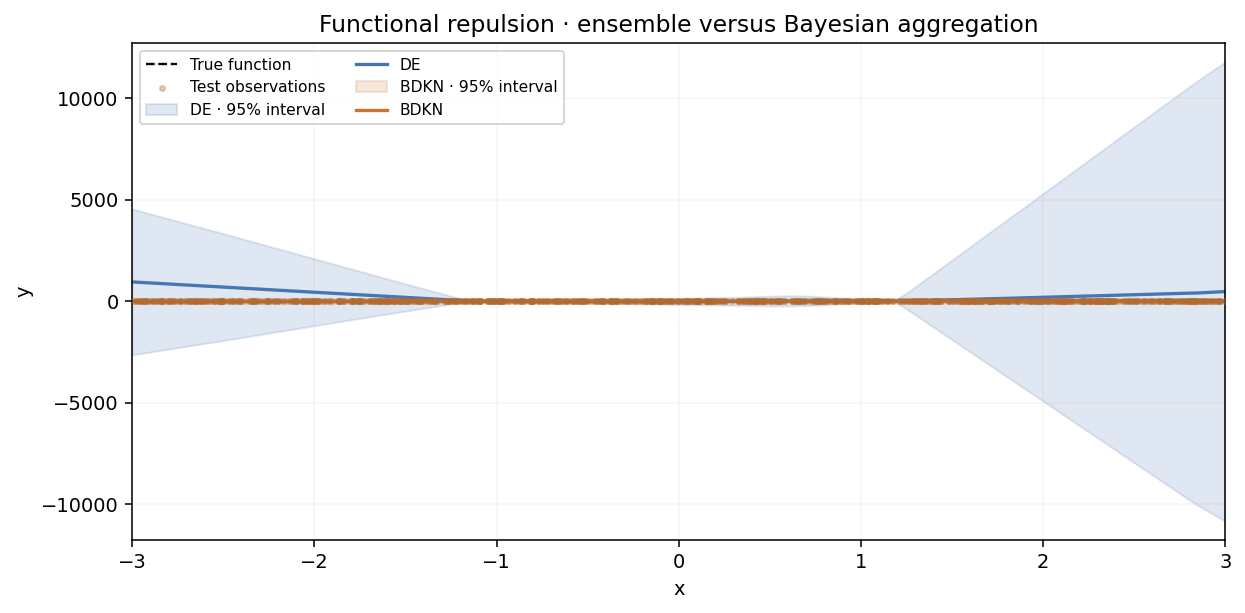 Functional repulsion · ensemble versus Bayesian aggregation
True function
Test observations
DE · 95% interval
DE
BDKN · 95% interval
BDKN
10000
5000
0
−5000
−10000
y
−3
−2
−1
0
1
2
3
x